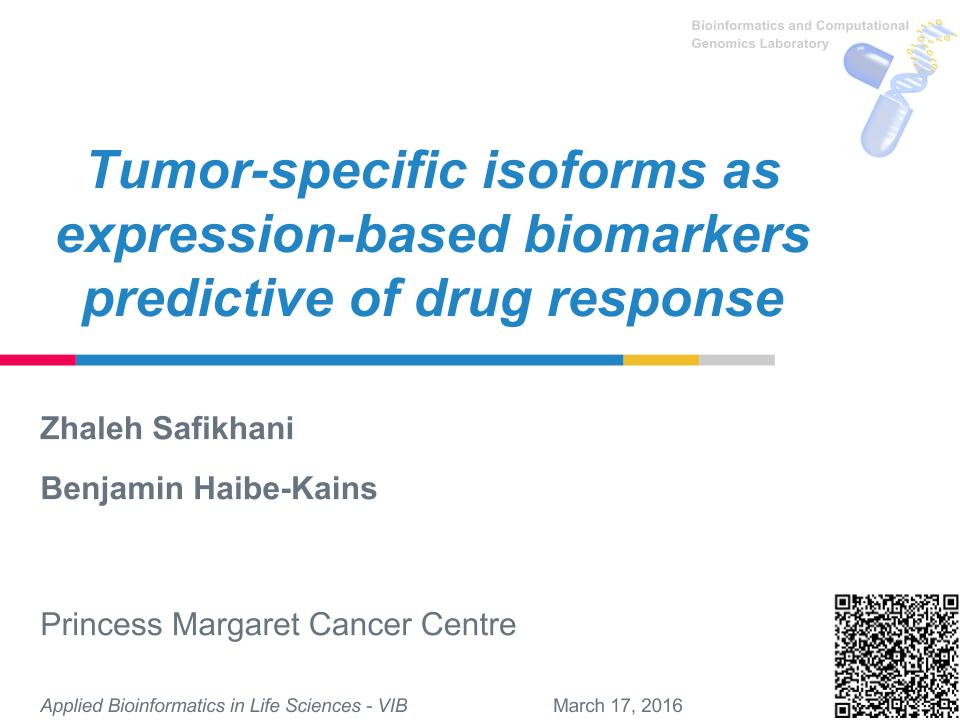 Bioinformatics and Computational
Genomics Laboratory
Tumor-specific isoforms as
expression-based biomarkers
predictive of drug response
Zhaleh Safikhani
Benjamin Haibe-Kains
Princess Margaret Cancer Centre
Applied Bioinformatics in Life Sciences - VIB March 17, 2016